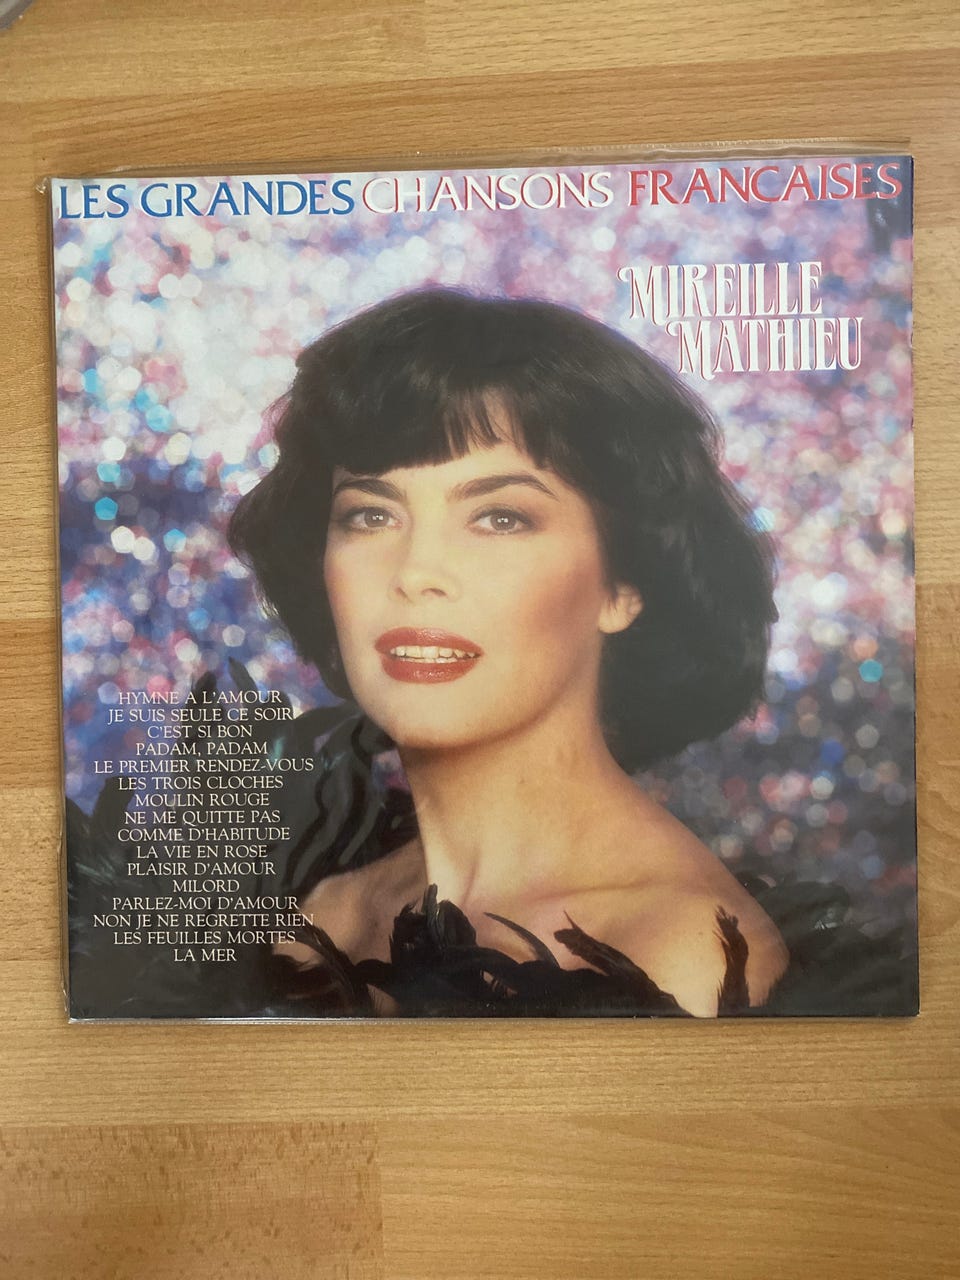 LES GRANDES CHANSONS FRANCAISES
MIREILLE
MATHIEU
HYMNE A L'AMOUR
JE SUIS SEULE CE SOIR
C'EST SI BON
PADAM, PADAM
LE PREMIER RENDEZ-VOUS
LES TROIS CLOCHES
MOULIN ROUGE
NE ME QUITTE PAS
COMME D'HABITUDE
LA VIE EN ROSE
PLAISIR D'AMOUR
MILORD
PARLEZ-MOI D'AMOUR
NON JE NE REGRETTE RIEN
LES FEUILLES MORTES
LA MER